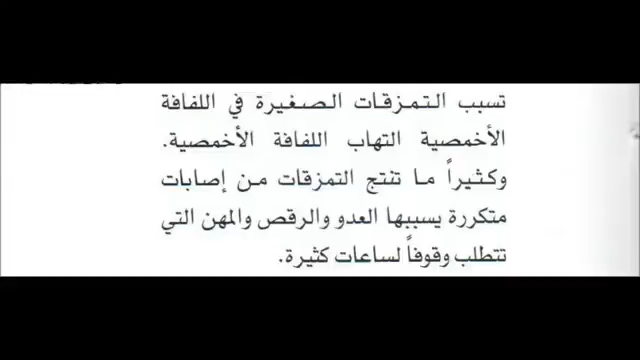 تسبب التمزقات الصغيرة في اللفافة
الأخمصية التهاب اللفافة الأخمصية.
وكثيراً ما تنتج التمزقات من إصابات
متكررة يسببها العدو والرقص والمهن التي
تتطلب وقوفاً لساعات كثيرة.